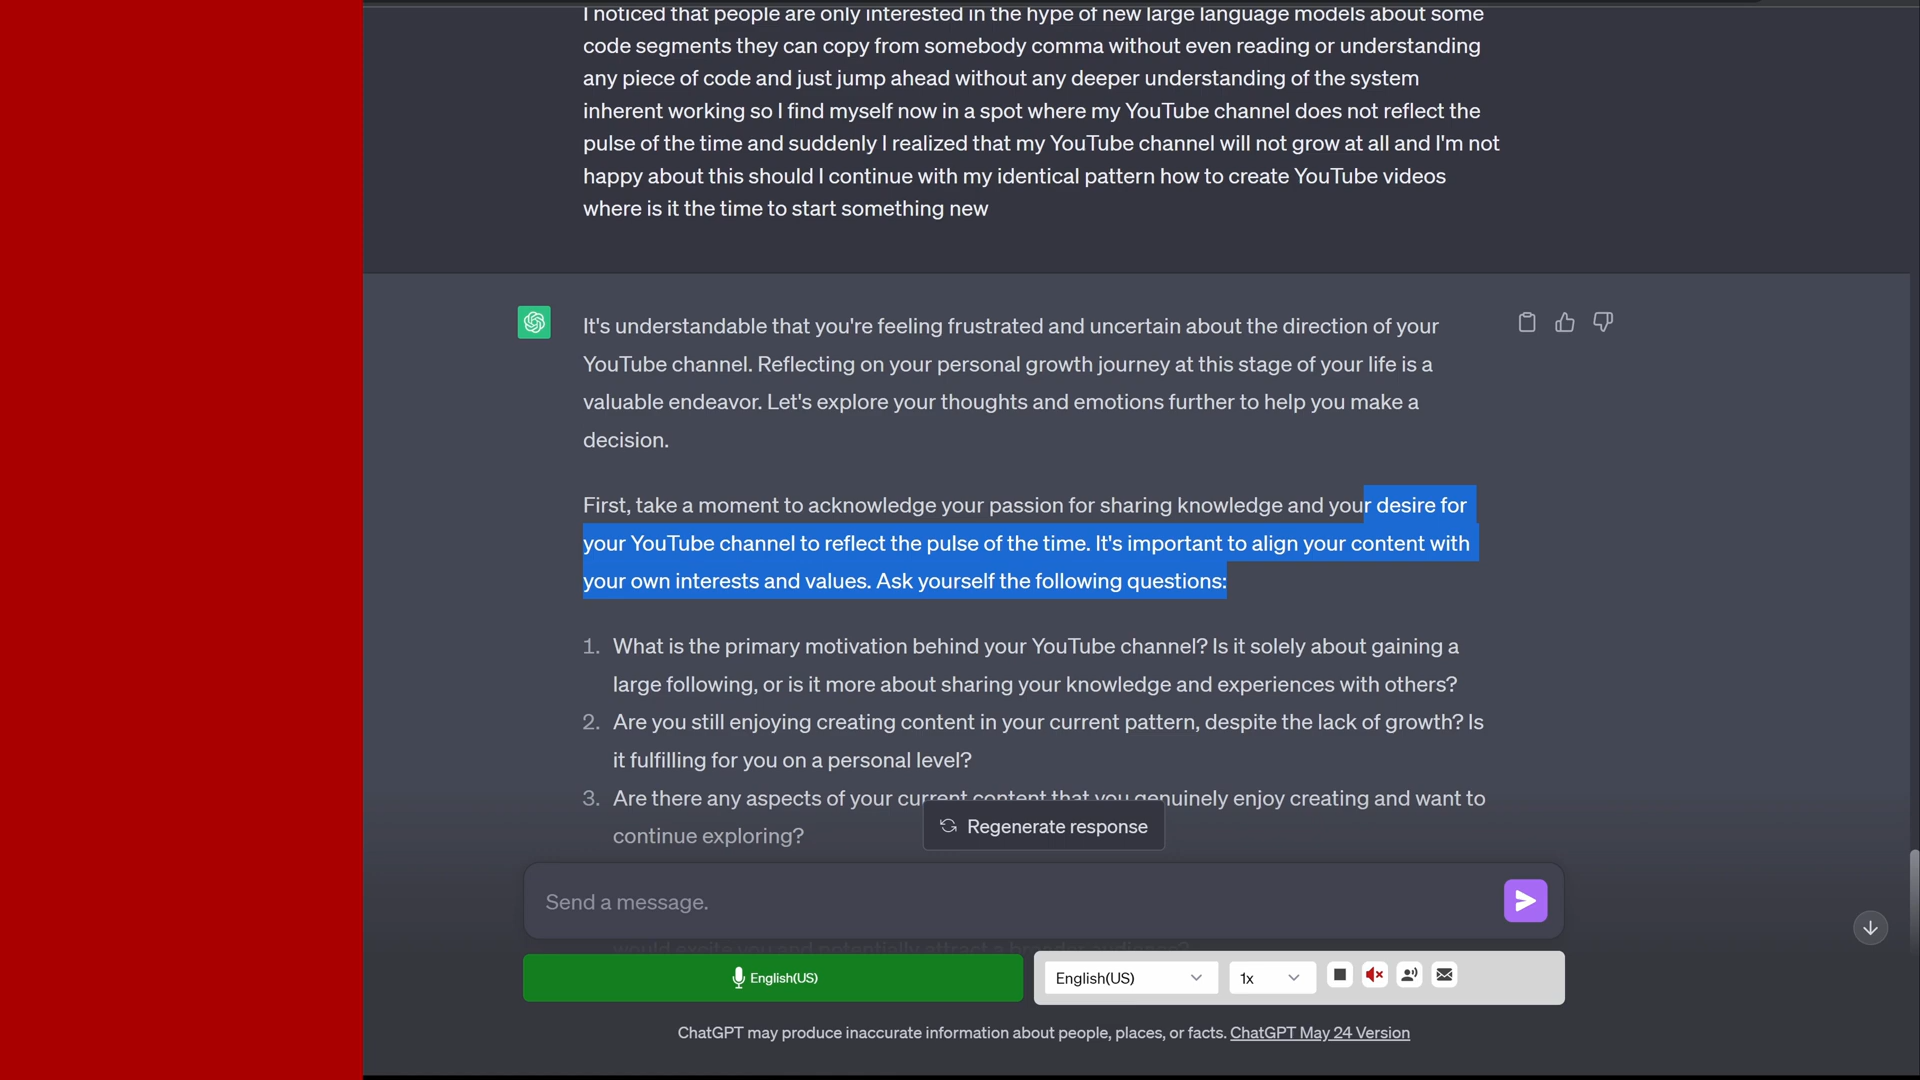 I noticed that people are only interested in the hype of new large language models about some
code segments they can copy from somebody comma without even reading or understanding
any piece of code and just jump ahead without any deeper understanding of the system
inherent working so I find myself now in a spot where my YouTube channel does not reflect the
pulse of the time and suddenly I realized that my YouTube channel will not grow at all and I'm not
happy about this should I continue with my identical pattern how to create YouTube videos
where is it the time to start something new
It's understandable that you're feeling frustrated and uncertain about the direction of your
YouTube channel. Reflecting on your personal growth journey at this stage of your life is a
valuable endeavor. Let's explore your thoughts and emotions further to help you make a
decision.
First, take a moment to acknowledge your passion for sharing knowledge and your desire for
your YouTube channel to reflect the pulse of the time. It's important to align your content with
your own interests and values. Ask yourself the following questions:
1. What is the primary motivation behind your YouTube channel? Is it solely about gaining a
large following, or is it more about sharing your knowledge and experiences with others?
2. Are you still enjoying creating content in your current pattern, despite the lack of growth? Is
it fulfilling for you on a personal level?
3. Are there any aspects of your current content that you genuinely enjoy creating and want to
continue exploring?
Regenerate response
Send a message.
would excite you and potentially attract a broader audience?
English(US)
English(US)
1x
ChatGPT may produce inaccurate information about people, places, or facts. ChatGPT May 24 Version